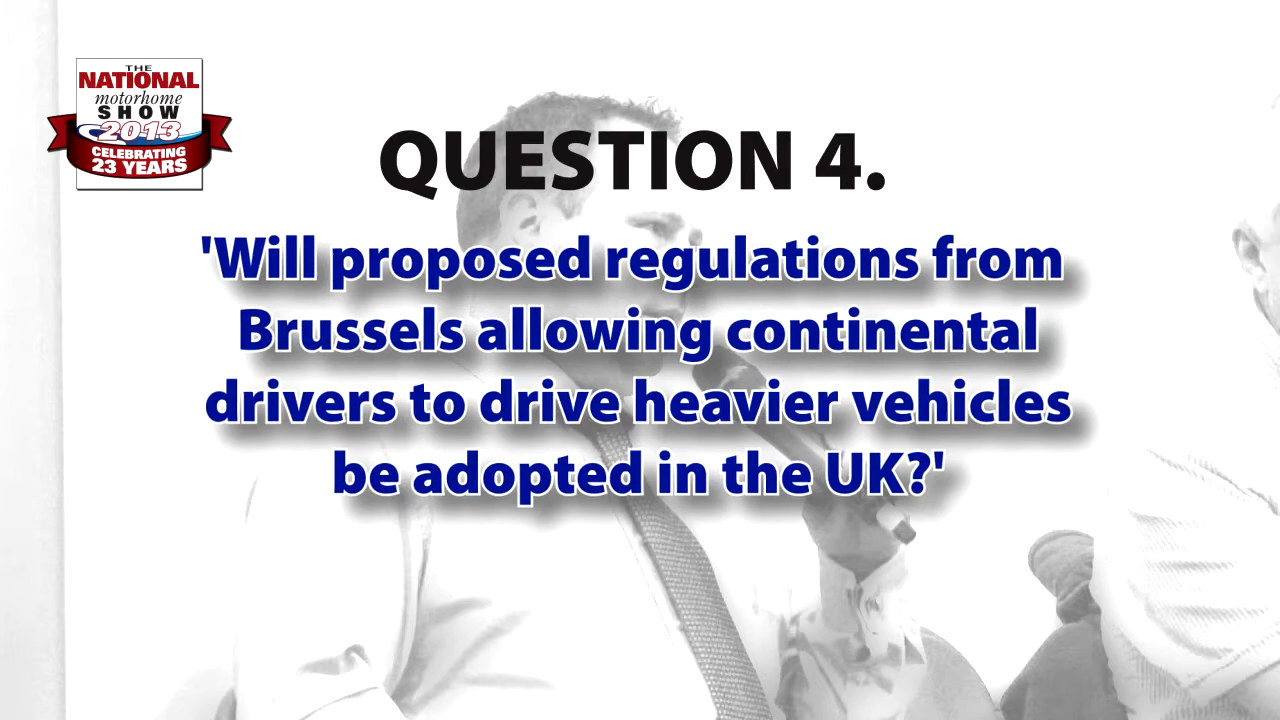 THE
NATIONAL
motorhome
SHOW
2013
CELEBRATING
23 YEARS
QUESTION 4.
'Will proposed regulations from
Brussels allowing continental
drivers to drive heavier vehicles
be adopted in the UK?'